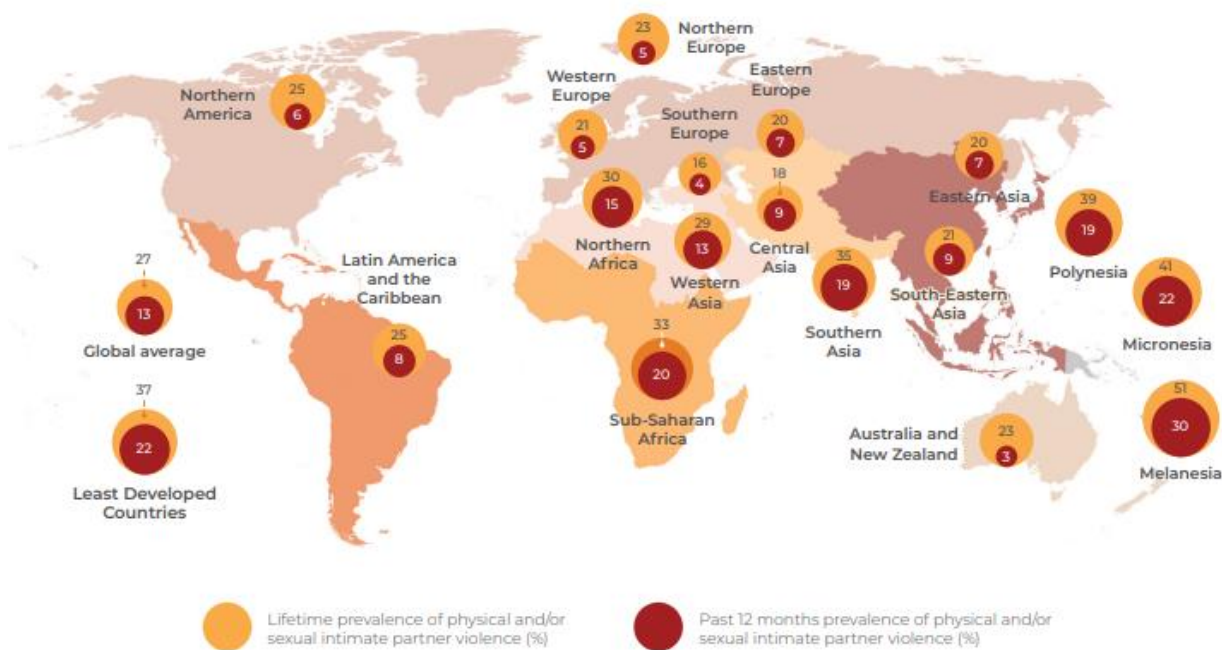 23
5
Northern
Europe
25
6
Northern
America
Western
Europe
21
5
Eastern
Europe
20
7
Southern
Europe
16
4
30
15
Northern
Africa
18
9
Central
Asia
29
13
Western
Asia
20
7
Eastern Asia
39
19
Polynesia
35
19
Southern
Asia
21
9
South-Eastern
Asia
41
22
Micronesia
27
13
Global average
Latin America
and the
Caribbean
25
8
33
20
Sub-Saharan
Africa
37
22
Least Developed
Countries
Australia and
New Zealand
23
3
51
30
Melanesia
Lifetime prevalence of physical and/or
sexual intimate partner violence (%)
Past 12 months prevalence of physical and/or
sexual intimate partner violence (%)